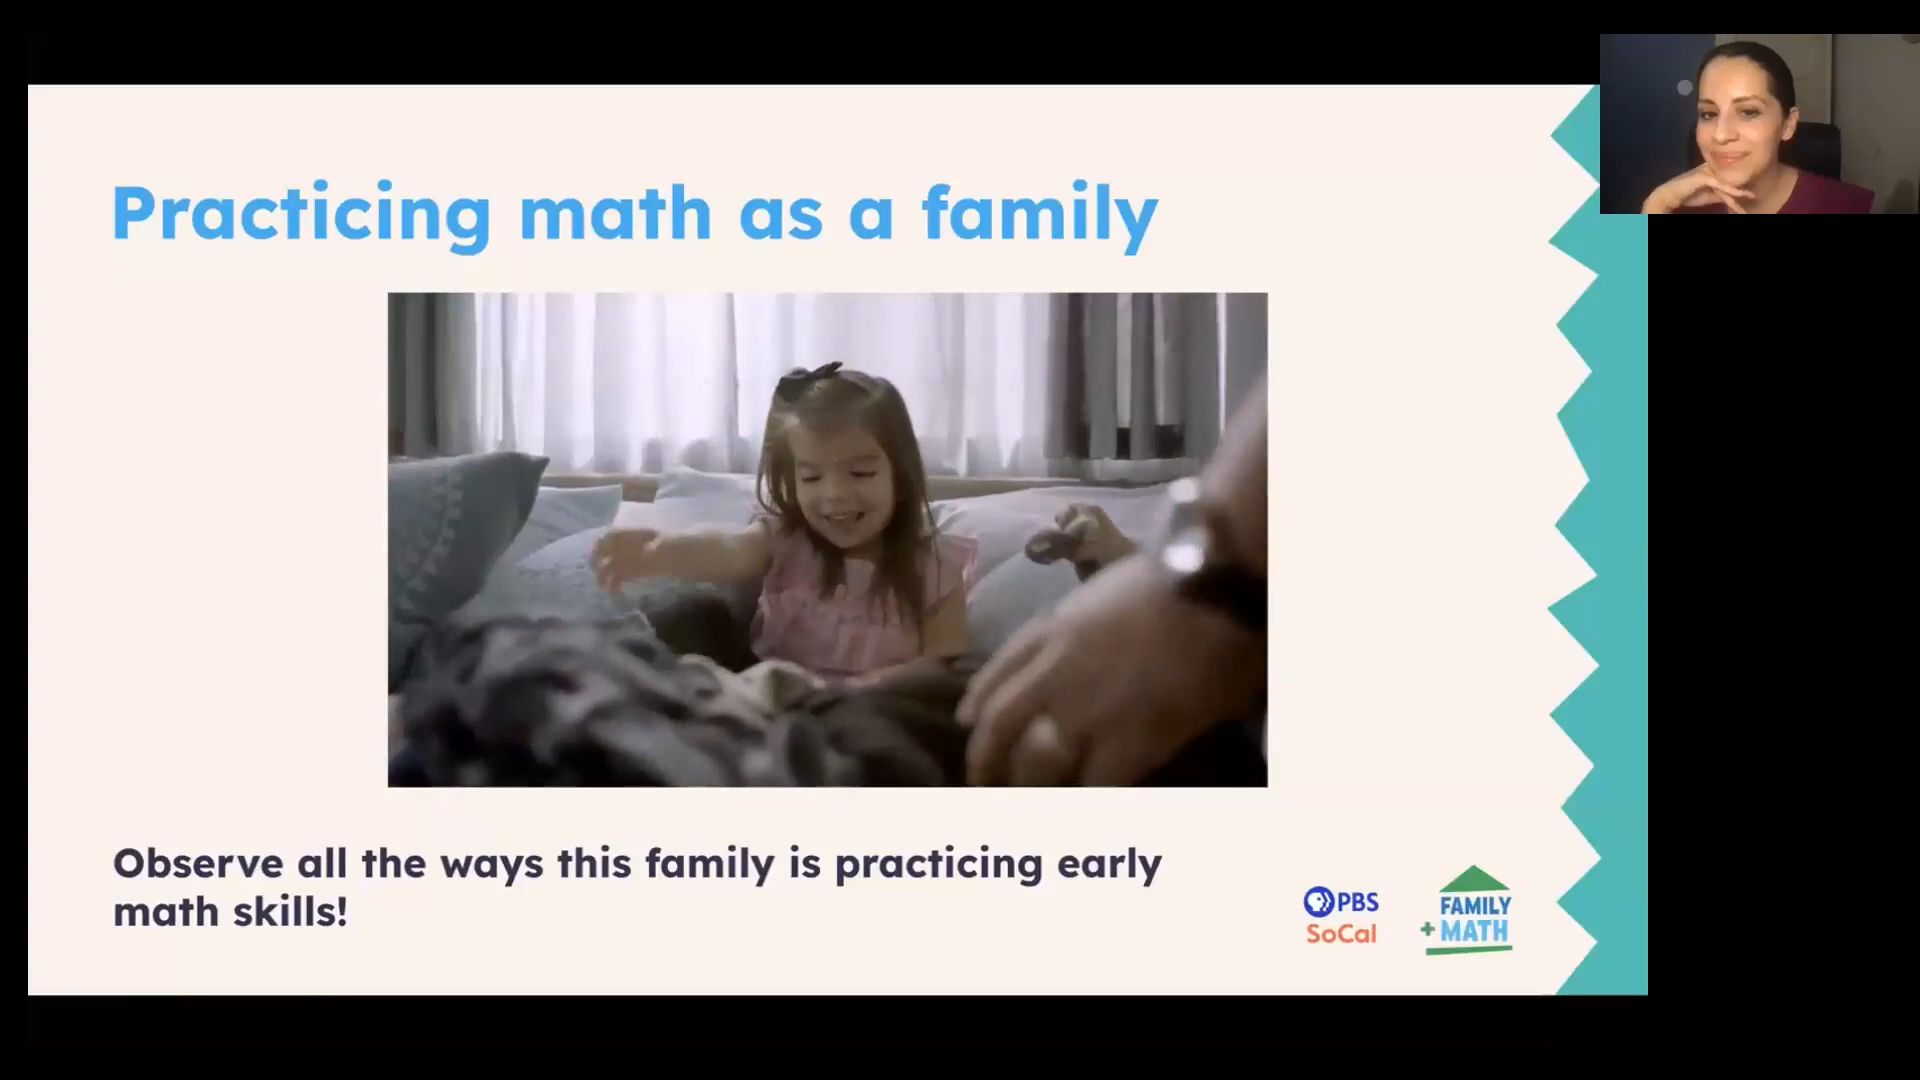 Practicing math as a family
Observe all the ways this family is practicing early
math skills!
PBS
SoCal
FAMILY
+MATH